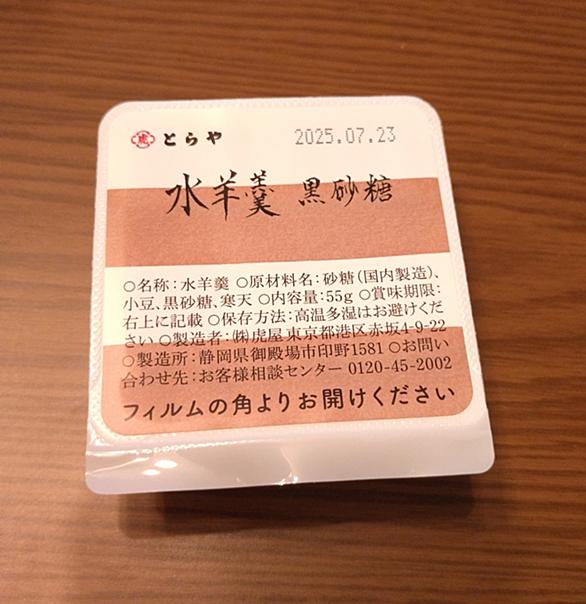 虎 とらや 2025.07.23
水羊羹 黒砂糖
○名称:水羊羹 ○原材料名:砂糖(国内製造)、
小豆、黒砂糖、寒天 ○内容量:55g ○賞味期限:
右上に記載 ○保存方法:高温多湿はお避けくだ
さい ○製造者:㈱虎屋 東京都港区赤坂4-9-22
○製造所:静岡県御殿場市印野1581 ○お問い
合わせ先:お客様相談センター 0120-45-2002
フィルムの角よりお開けください